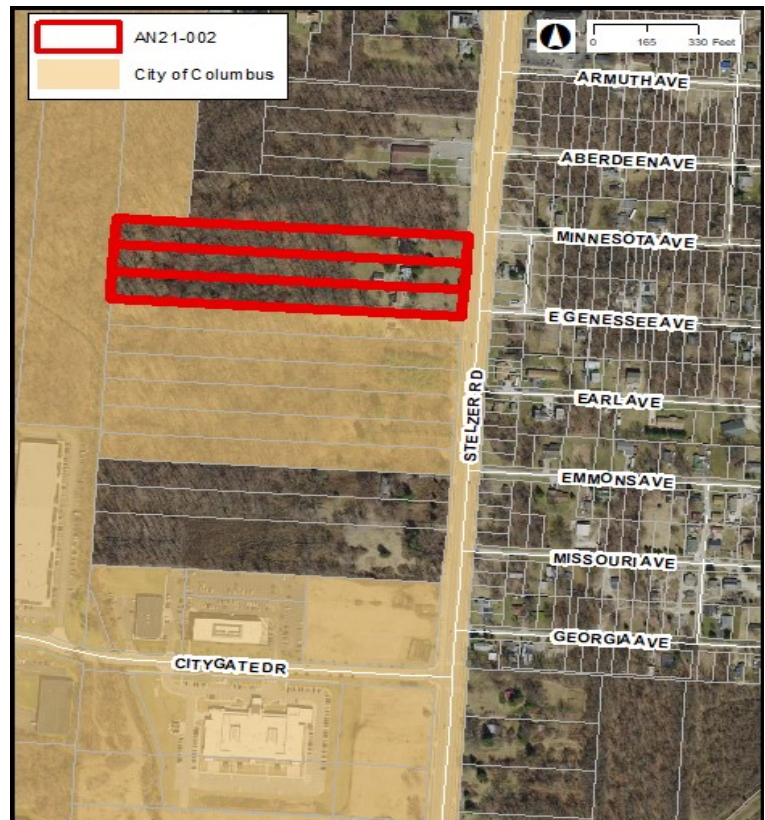 AN21-002
City of Columbus
0 165 330 Feet
ARMUTH AVE
ABERDEEN AVE
MINNESOTA AVE
E GENESSEE AVE
STELZER RD
EARL AVE
EMMONS AVE
MISSOURI AVE
GEORGIA AVE
CITYGATE DR